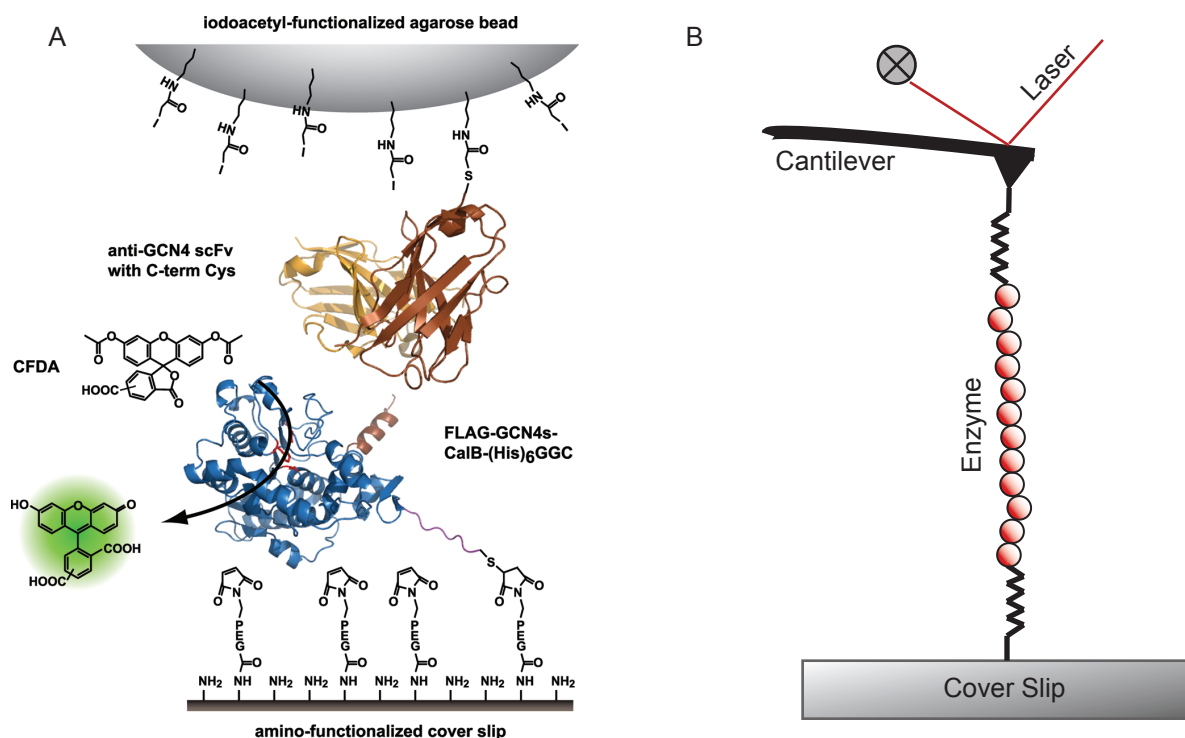 A
iodoacetyl-functionalized agarose bead
HN
O
I
HN
O
I
HN
O
I
HN
O
I
HN
O
S
HN
O
I
anti-GCN4 scFv
with C-term Cys
CFDA
O
O
O
O
O
HOOC
O
O
FLAG-GCN4s-
CalB-(His)6GGC
HO
O
O
COOH
HOOC
S
O
N
O
O
N
O
O
N
O
O
N
O
P
E
G
O
P
E
G
O
P
E
G
O
P
E
G
O
NH2 NH NH2 NH2 NH NH2 NH NH2 NH2 NH NH2
amino-functionalized cover slip
B
Laser
Cantilever
Enzyme
Cover Slip